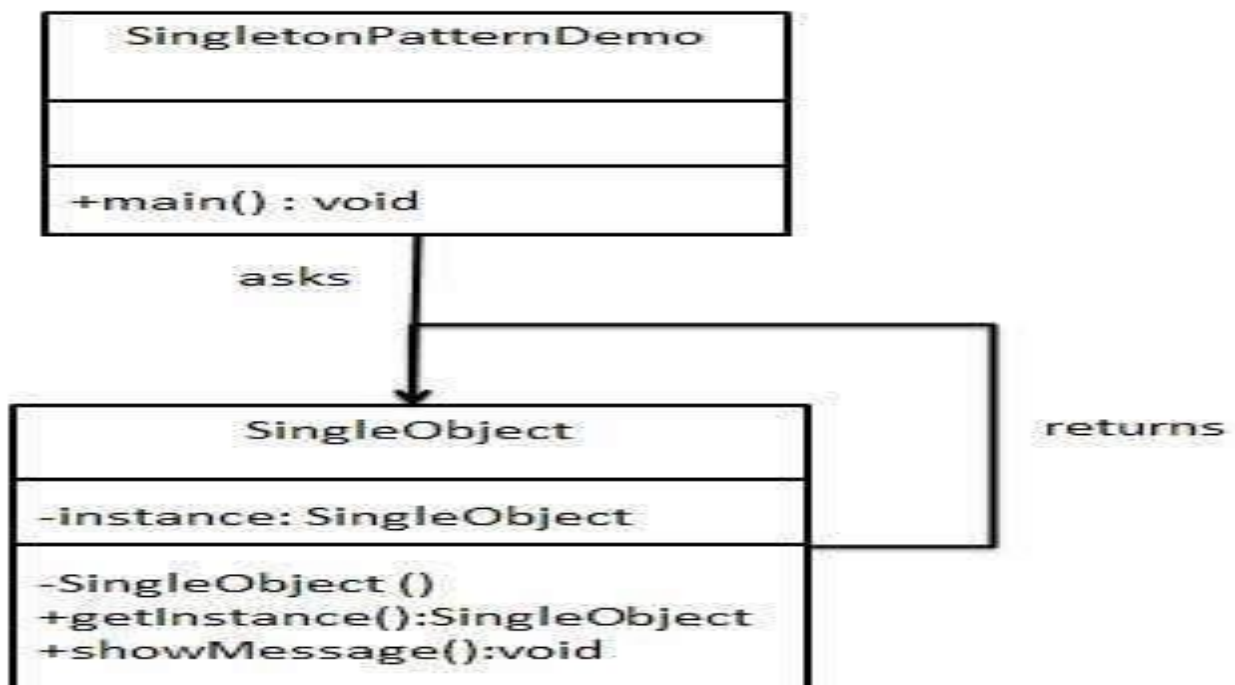 SingletonPatternDemo
+main() : void
asks
SingleObject
returns
-instance: SingleObject
-SingleObject ()
+getInstance():SingleObject
+showMessage():void